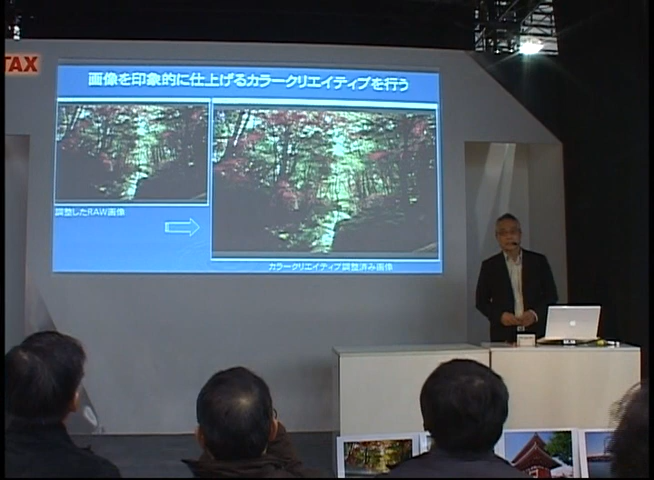 TAX
画像を印象的に仕上げるカラークリエイティブを行う
調整したRAW画像
カラークリエイティブ調整済み画像